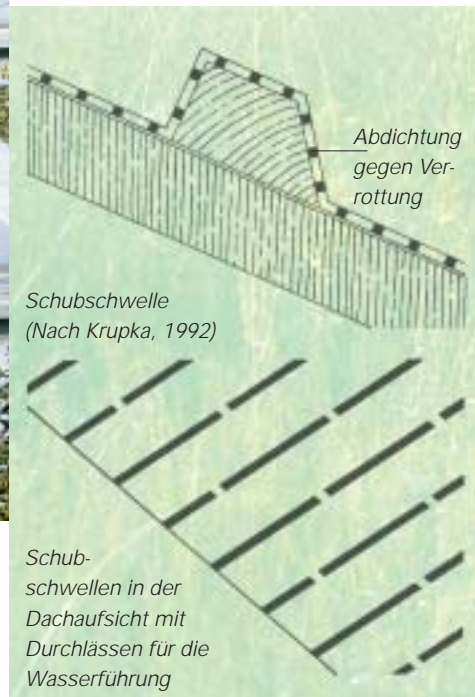 Abdichtung
gegen Ver-
rottung
Schubschwelle
(Nach Krupka, 1992)
Schub-
schwellen in der
Dachaufsicht mit
Durchlässen für die
Wasserführung